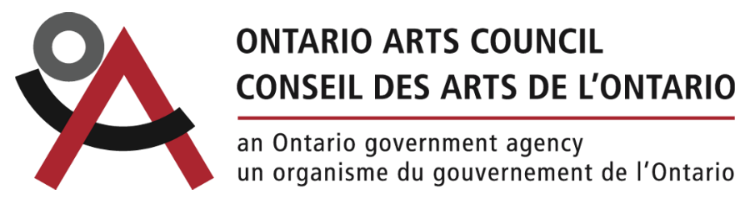 ONTARIO ARTS COUNCIL
CONSEIL DES ARTS DE L'ONTARIO
an Ontario government agency
un organisme du gouvernement de l'Ontario